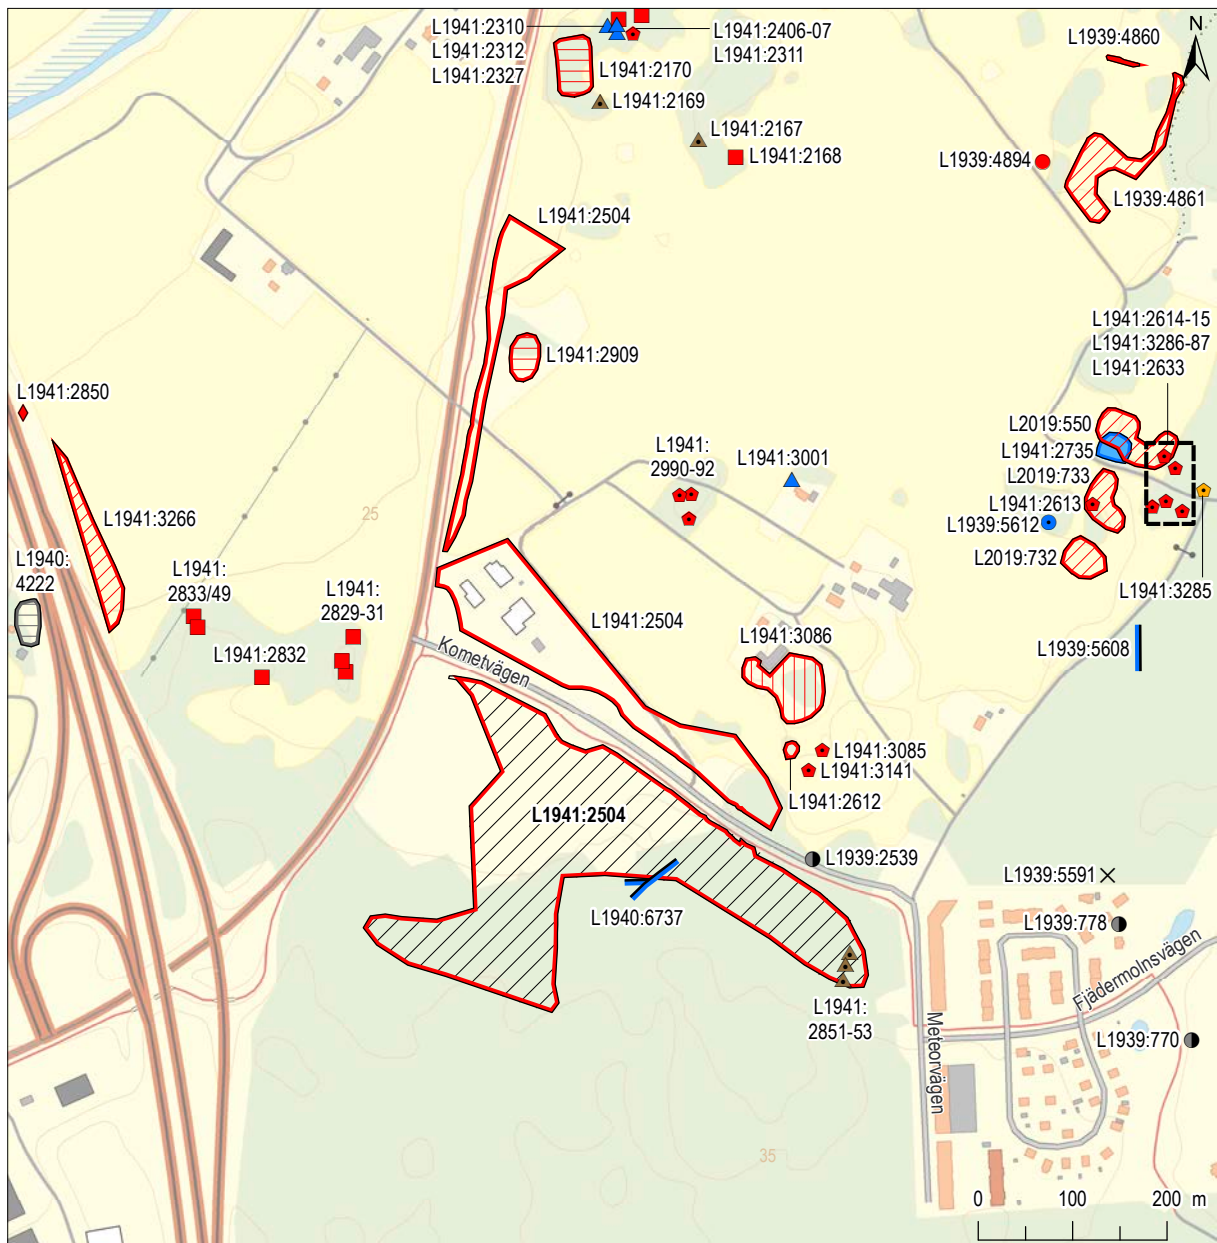 L1941:2310
L1941:2312
L1941:2327
L1941:2406-07
L1941:2311
L1939:4860
N
L1941:2170
L1941:2169
L1941:2167
L1941:2168
L1939:4894
L1939:4861
L1941:2504
L1941:2614-15
L1941:3286-87
L1941:2633
L1941:2909
L1941:2850
L2019:550
L1941:2735
L2019:733
L1941:2613
L1939:5612
L2019:732
L1941:3285
L1941:
2990-92
L1941:3001
L1941:3266
25
L1940:
4222
L1941:
2833/49
L1941:
2829-31
L1941:2832
L1941:2504
L1941:3086
L1939:5608
Kometvägen
L1941:3085
L1941:3141
L1941:2612
L1941:2504
L1939:2539
L1939:5591
L1940:6737
L1939:778
Fjädermolnsvägen
L1941:
2851-53
L1939:770
Meteorvägen
35
0 100 200 m